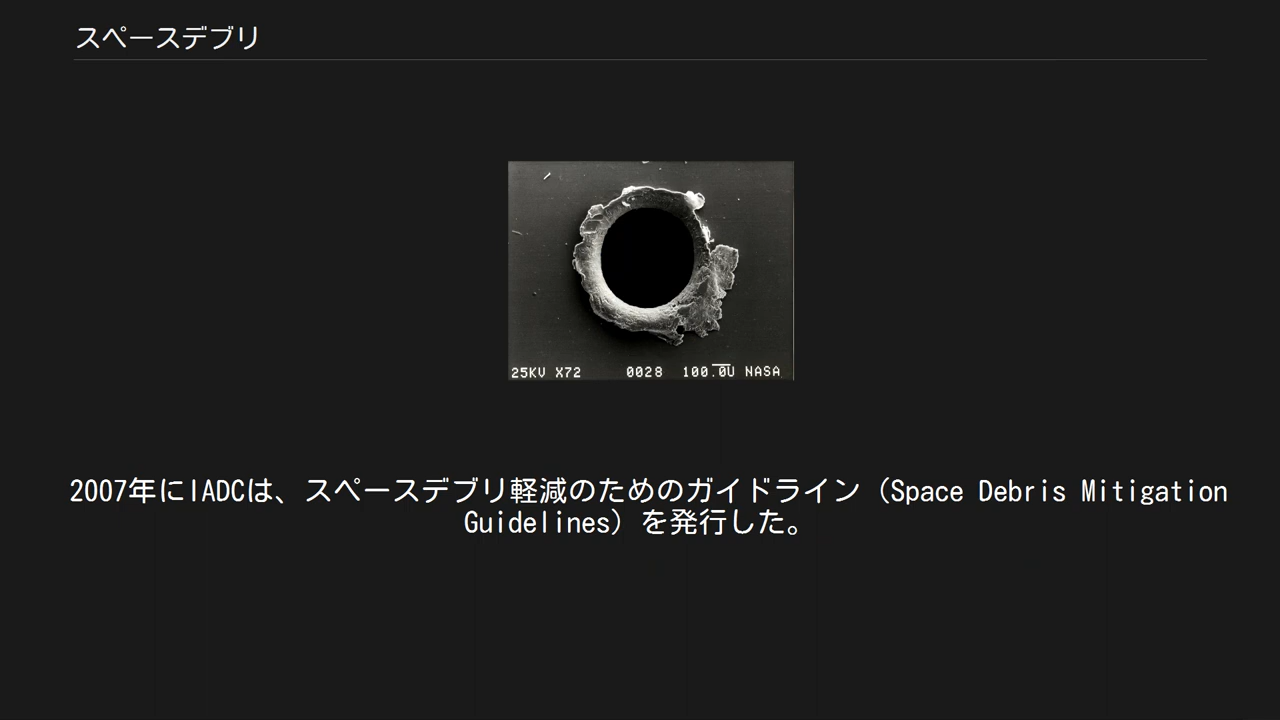 スペースデブリ
25KV X72 0028 100.0U NASA
2007年にIADCは、スペースデブリ軽減のためのガイドライン（Space Debris Mitigation
Guidelines）を発行した。